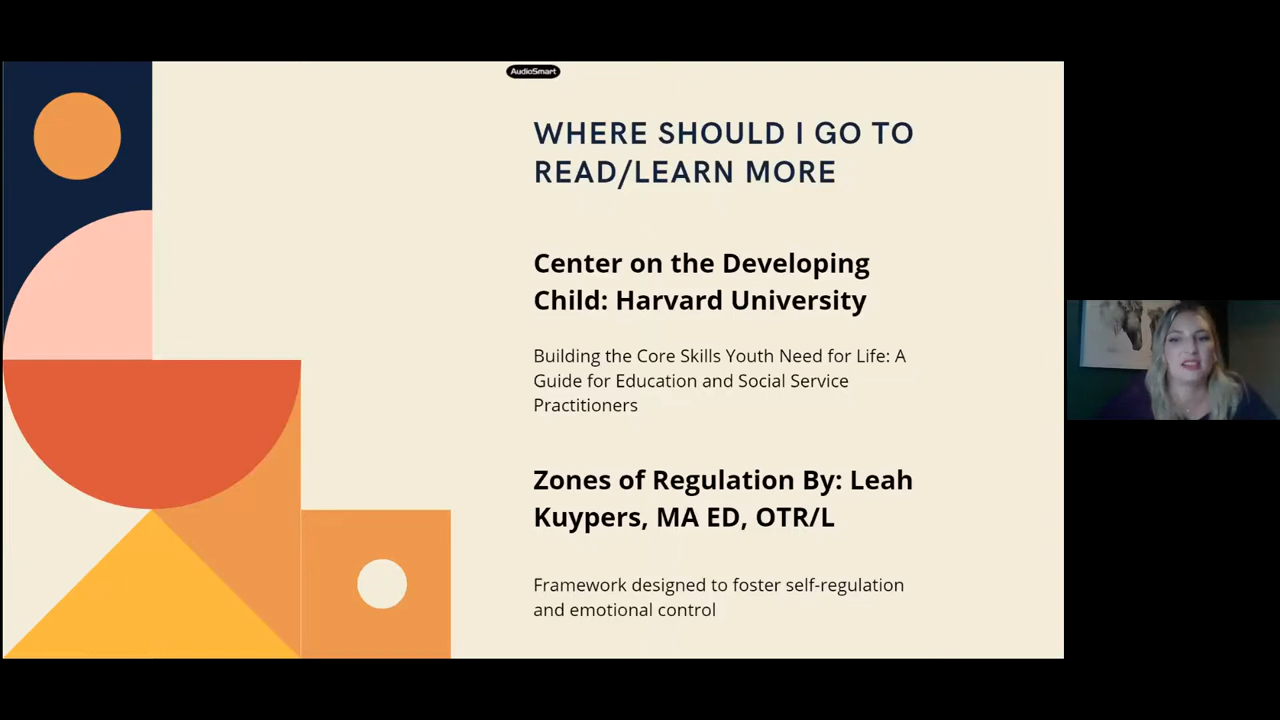 AudioSmart
WHERE SHOULD I GO TO
READ/LEARN MORE
Center on the Developing
Child: Harvard University
Building the Core Skills Youth Need for Life: A
Guide for Education and Social Service
Practitioners
Zones of Regulation By: Leah
Kuypers, MA ED, OTR/L
Framework designed to foster self-regulation
and emotional control